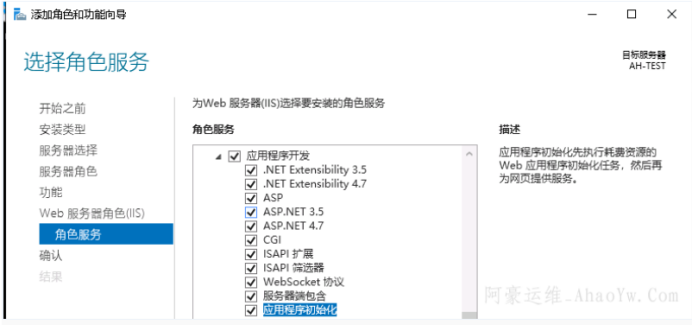 添加角色和功能向导
选择角色服务
目标服务器
AH-TEST
开始之前
安装类型
服务器选择
服务器角色
功能
Web 服务器角色(IIS)
角色服务
确认
结果
为Web 服务器(IIS)选择要安装的角色服务
角色服务
应用程序开发
.NET Extensibility 3.5
.NET Extensibility 4.7
ASP
ASP.NET 3.5
ASP.NET 4.7
CGI
ISAPI 扩展
ISAPI 筛选器
WebSocket 协议
服务器端包含
应用程序初始化
描述
应用程序初始化先执行耗费资源的
Web 应用程序初始化任务，然后再
为网页提供服务。
阿豪运维.AhaoYw.Com